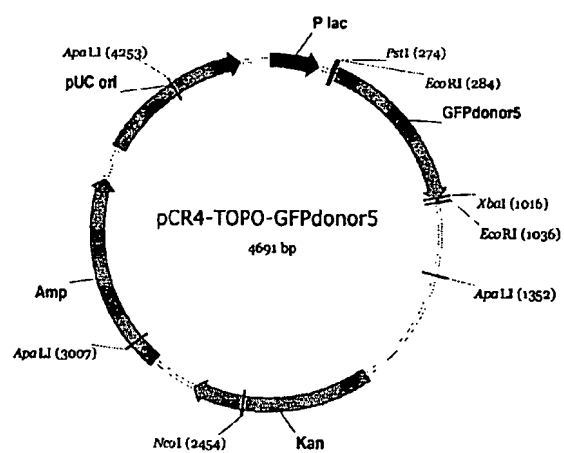 P lac
PstI (274)
EcoRI (284)
GFPdonor5
XbaI (1016)
EcoRI (1036)
ApaLI (1352)
Kan
NcoI (2454)
ApaLI (3007)
Amp
pUC ori
ApaLI (4253)
pCR4-TOPO-GFPdonor5
4691 bp